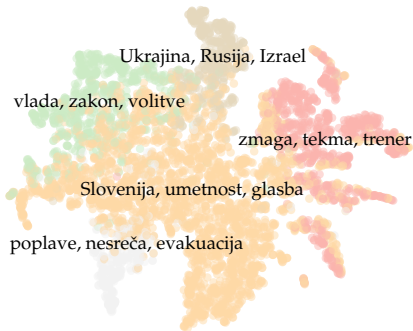 Ukrajina, Rusija, Izrael
vlada, zakon, volitve
zmaga, tekma, trener
Slovenija, umetnost, glasba
poplave, nesreča, evakuacija